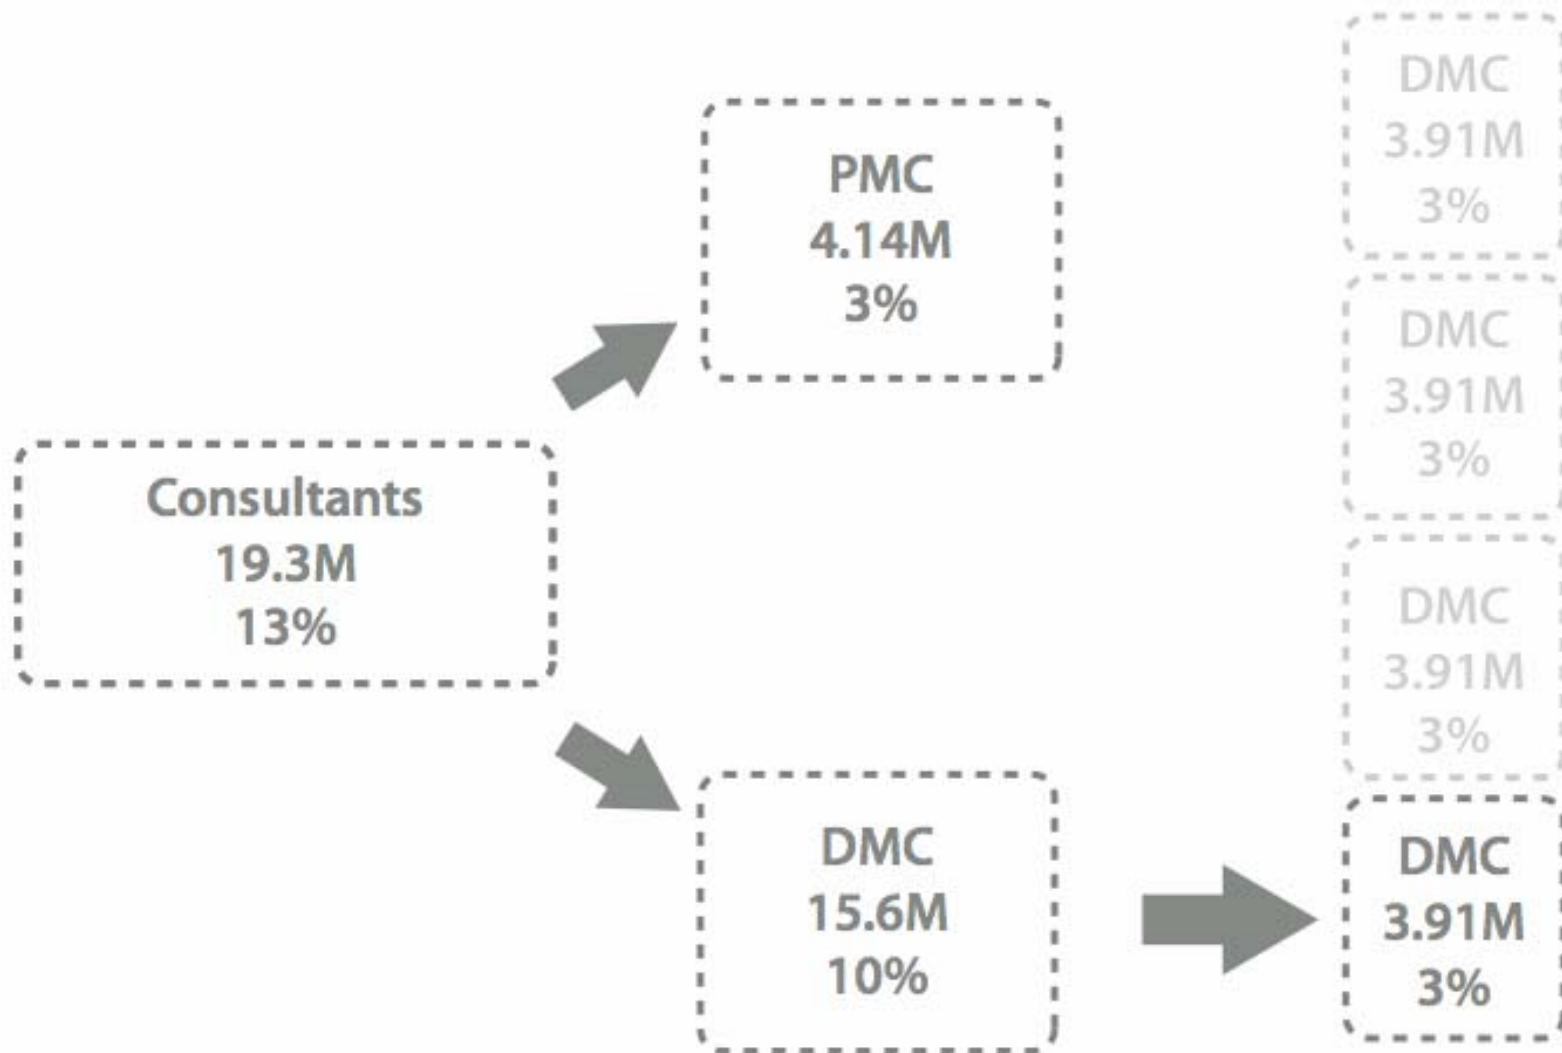 Consultants
19.3M
13%
PMC
4.14M
3%
DMC
15.6M
10%
DMC
3.91M
3%
DMC
3.91M
3%
DMC
3.91M
3%
DMC
3.91M
3%